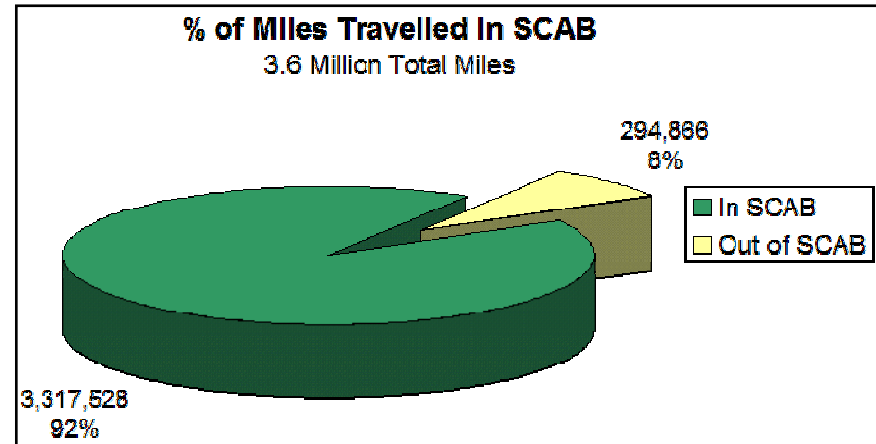 % of Miles Travelled in SCAB
3.6 Million Total Miles
294,866
8%
In SCAB
Out of SCAB
3,317,528
92%